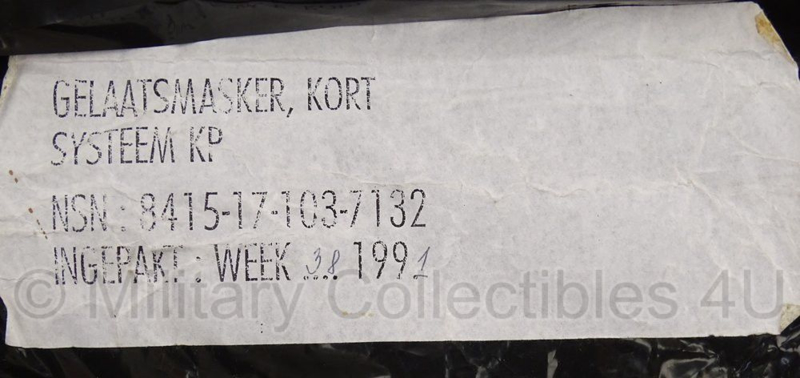 GELAATSMASKER, KORT
SYSTEEM KP
NSN : 8415-17-103-7132
INGEPAKT : WEEK 38 1991
© Military Collectibles 4U